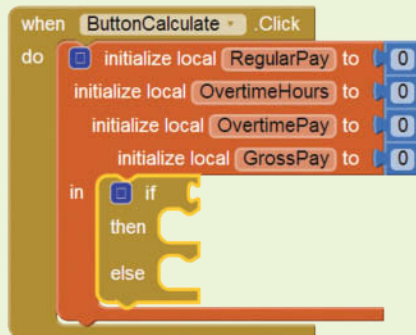 when ButtonCalculate .Click
do initialize local RegularPay to 0
initialize local OvertimeHours to 0
initialize local OvertimePay to 0
initialize local GrossPay to 0
in if
then
else